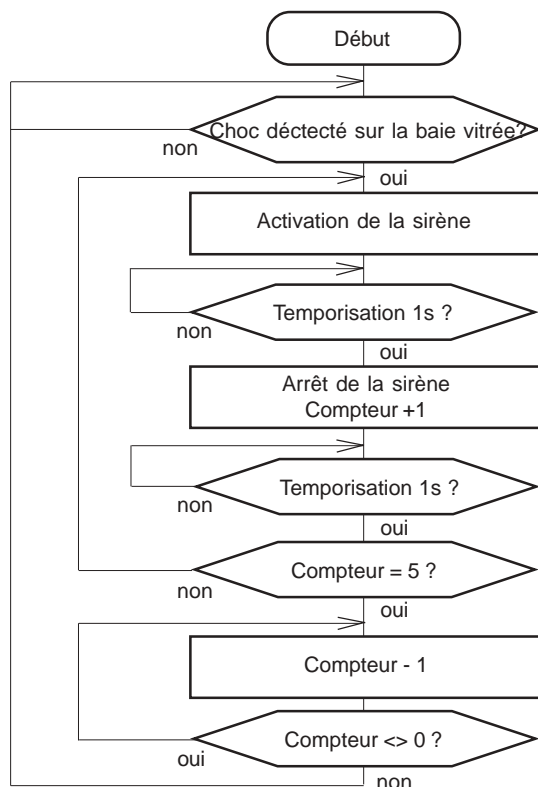 Début
Choc déctecté sur la baie vitrée?
non
oui
Activation de la sirène
Temporisation 1s ?
non
oui
Arrêt de la sirène
Compteur +1
Temporisation 1s ?
non
oui
Compteur = 5 ?
non
oui
Compteur - 1
Compteur <> 0 ?
oui
non